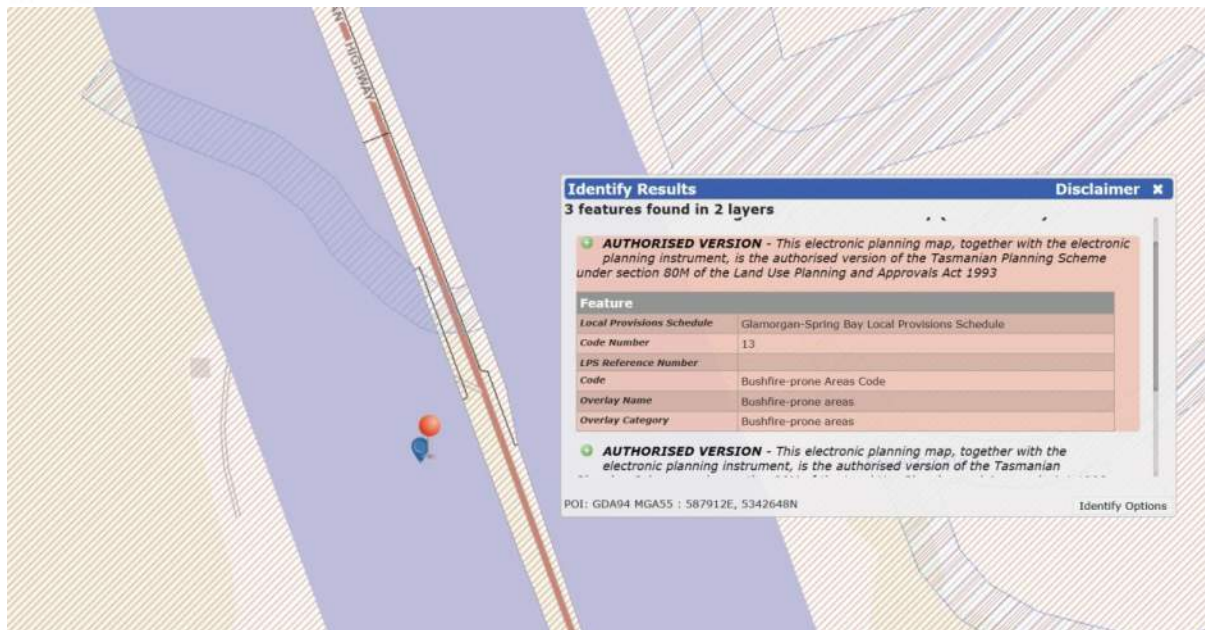 AN
HIGHWAY
Identify Results
Disclaimer ✖
3 features found in 2 layers
AUTHORISED VERSION - This electronic planning map, together with the electronic
planning instrument, is the authorised version of the Tasmanian Planning Scheme
under section 80M of the Land Use Planning and Approvals Act 1993
Feature
Local Provisions Schedule Glamorgan-Spring Bay Local Provisions Schedule
Code Number 13
LPS Reference Number
Code Bushfire-prone Areas Code
Overlay Name Bushfire-prone areas
Overlay Category Bushfire-prone areas
AUTHORISED VERSION - This electronic planning map, together with the
electronic planning instrument, is the authorised version of the Tasmanian
POI: GDA94 MGA55 : 587912E, 5342648N
Identify Options